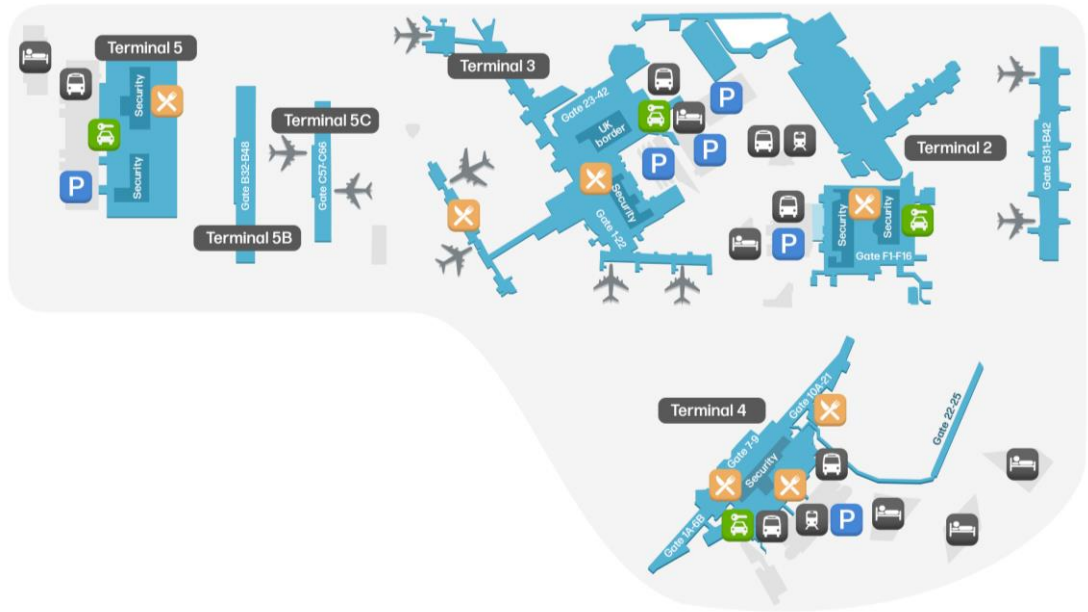 Terminal 5
Security
Security
P
Gate B32-B48
Terminal 5B
Terminal 5C
Gate C57-C66
Terminal 3
Gate 23-42
UK
border
Security
Gate 1-22
P
P
P
Terminal 2
Security
Security
Gate F1-F16
P
Gate B31-B42
Terminal 4
Gate 10A-21
Gate 7-9
Security
Gate 1A-6B
P
Gate 22-25